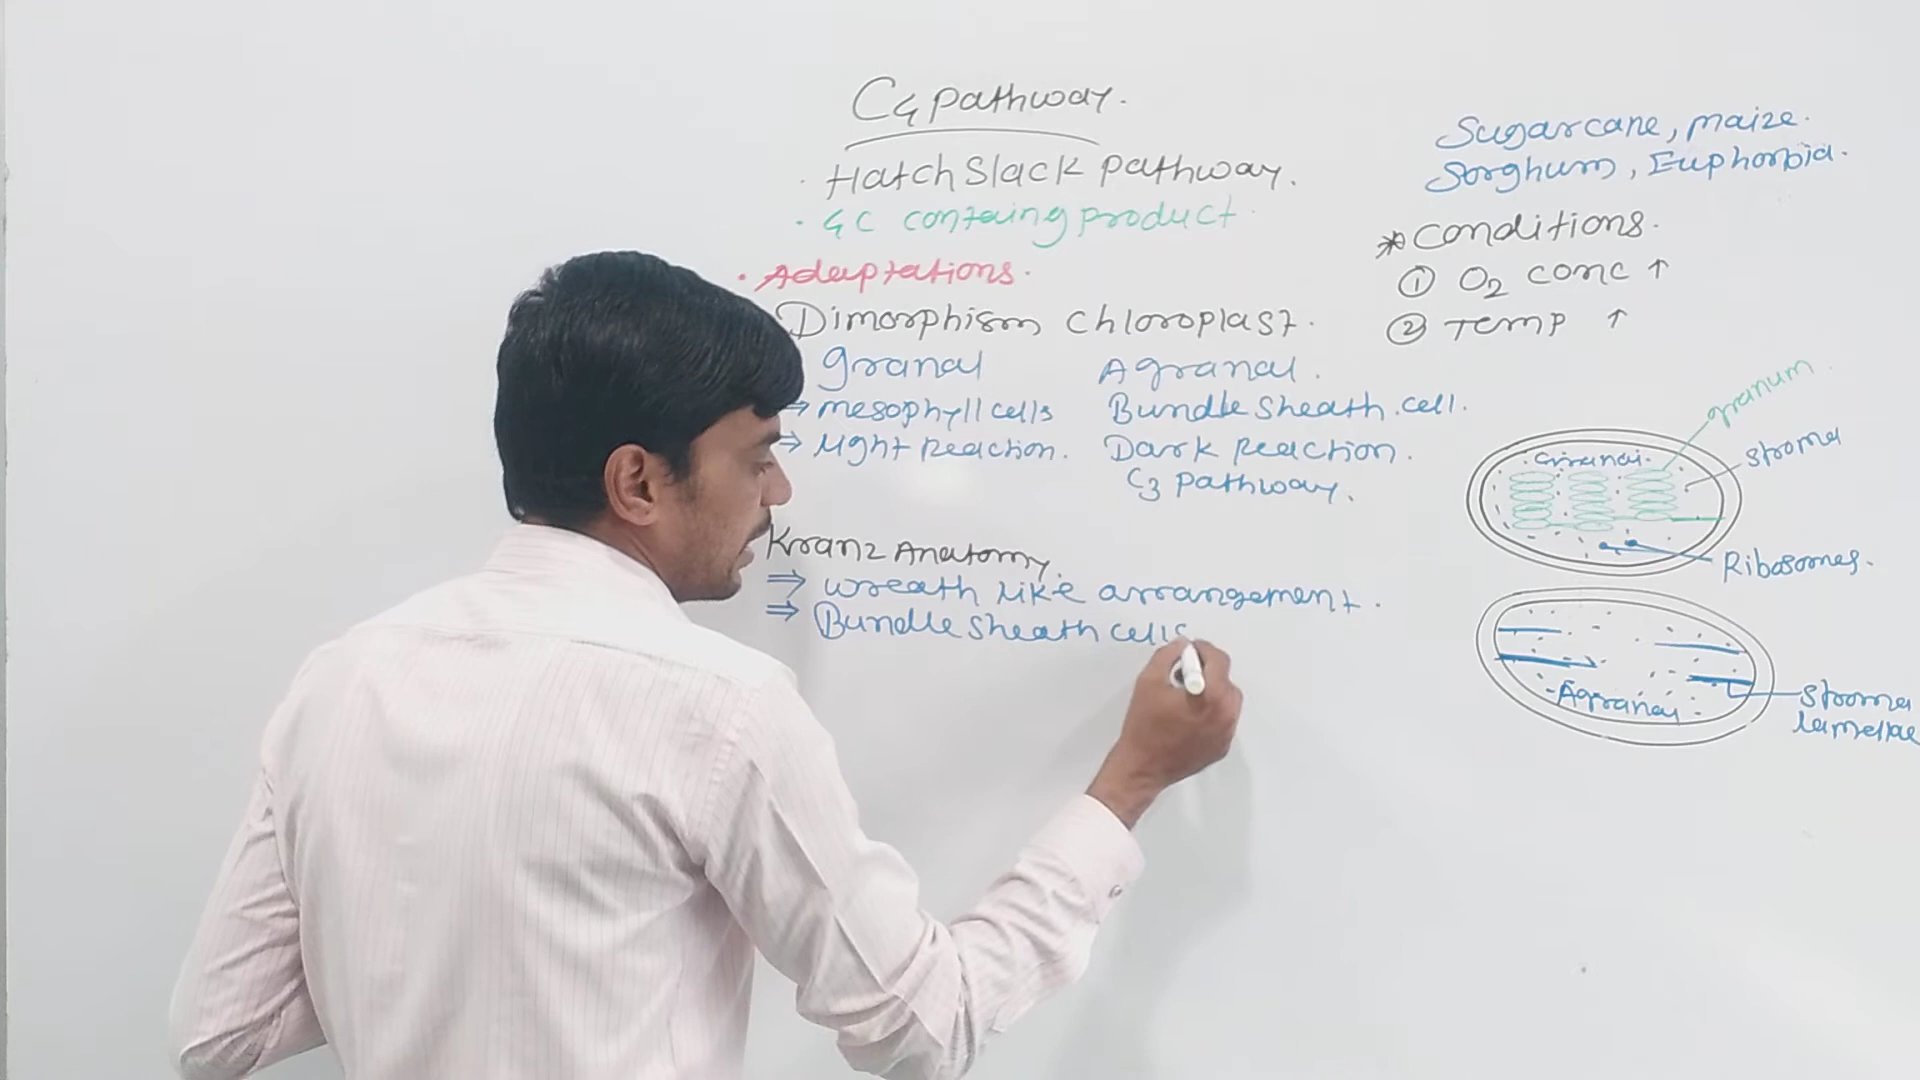 C4 pathway.
· Hatch Slack pathway.
· 4C containg product.
· Adaptations.
Dimorphism chloroplast.
granal Agranal.
⇒ mesophyll cells Bundle sheath cell.
⇒ Light Reaction. Dark Reaction.
C3 pathway.
Kranz Anatomy.
⇒ wreath like arrangement.
⇒ Bundle sheath cells
Sugarcane, maize.
Sorghum, Euphorbia.
* Conditions.
① O2 conc ↑
② Temp ↑
granum.
stroma
Granal.
Ribosomes.
Agranal.
stroma
lamellae